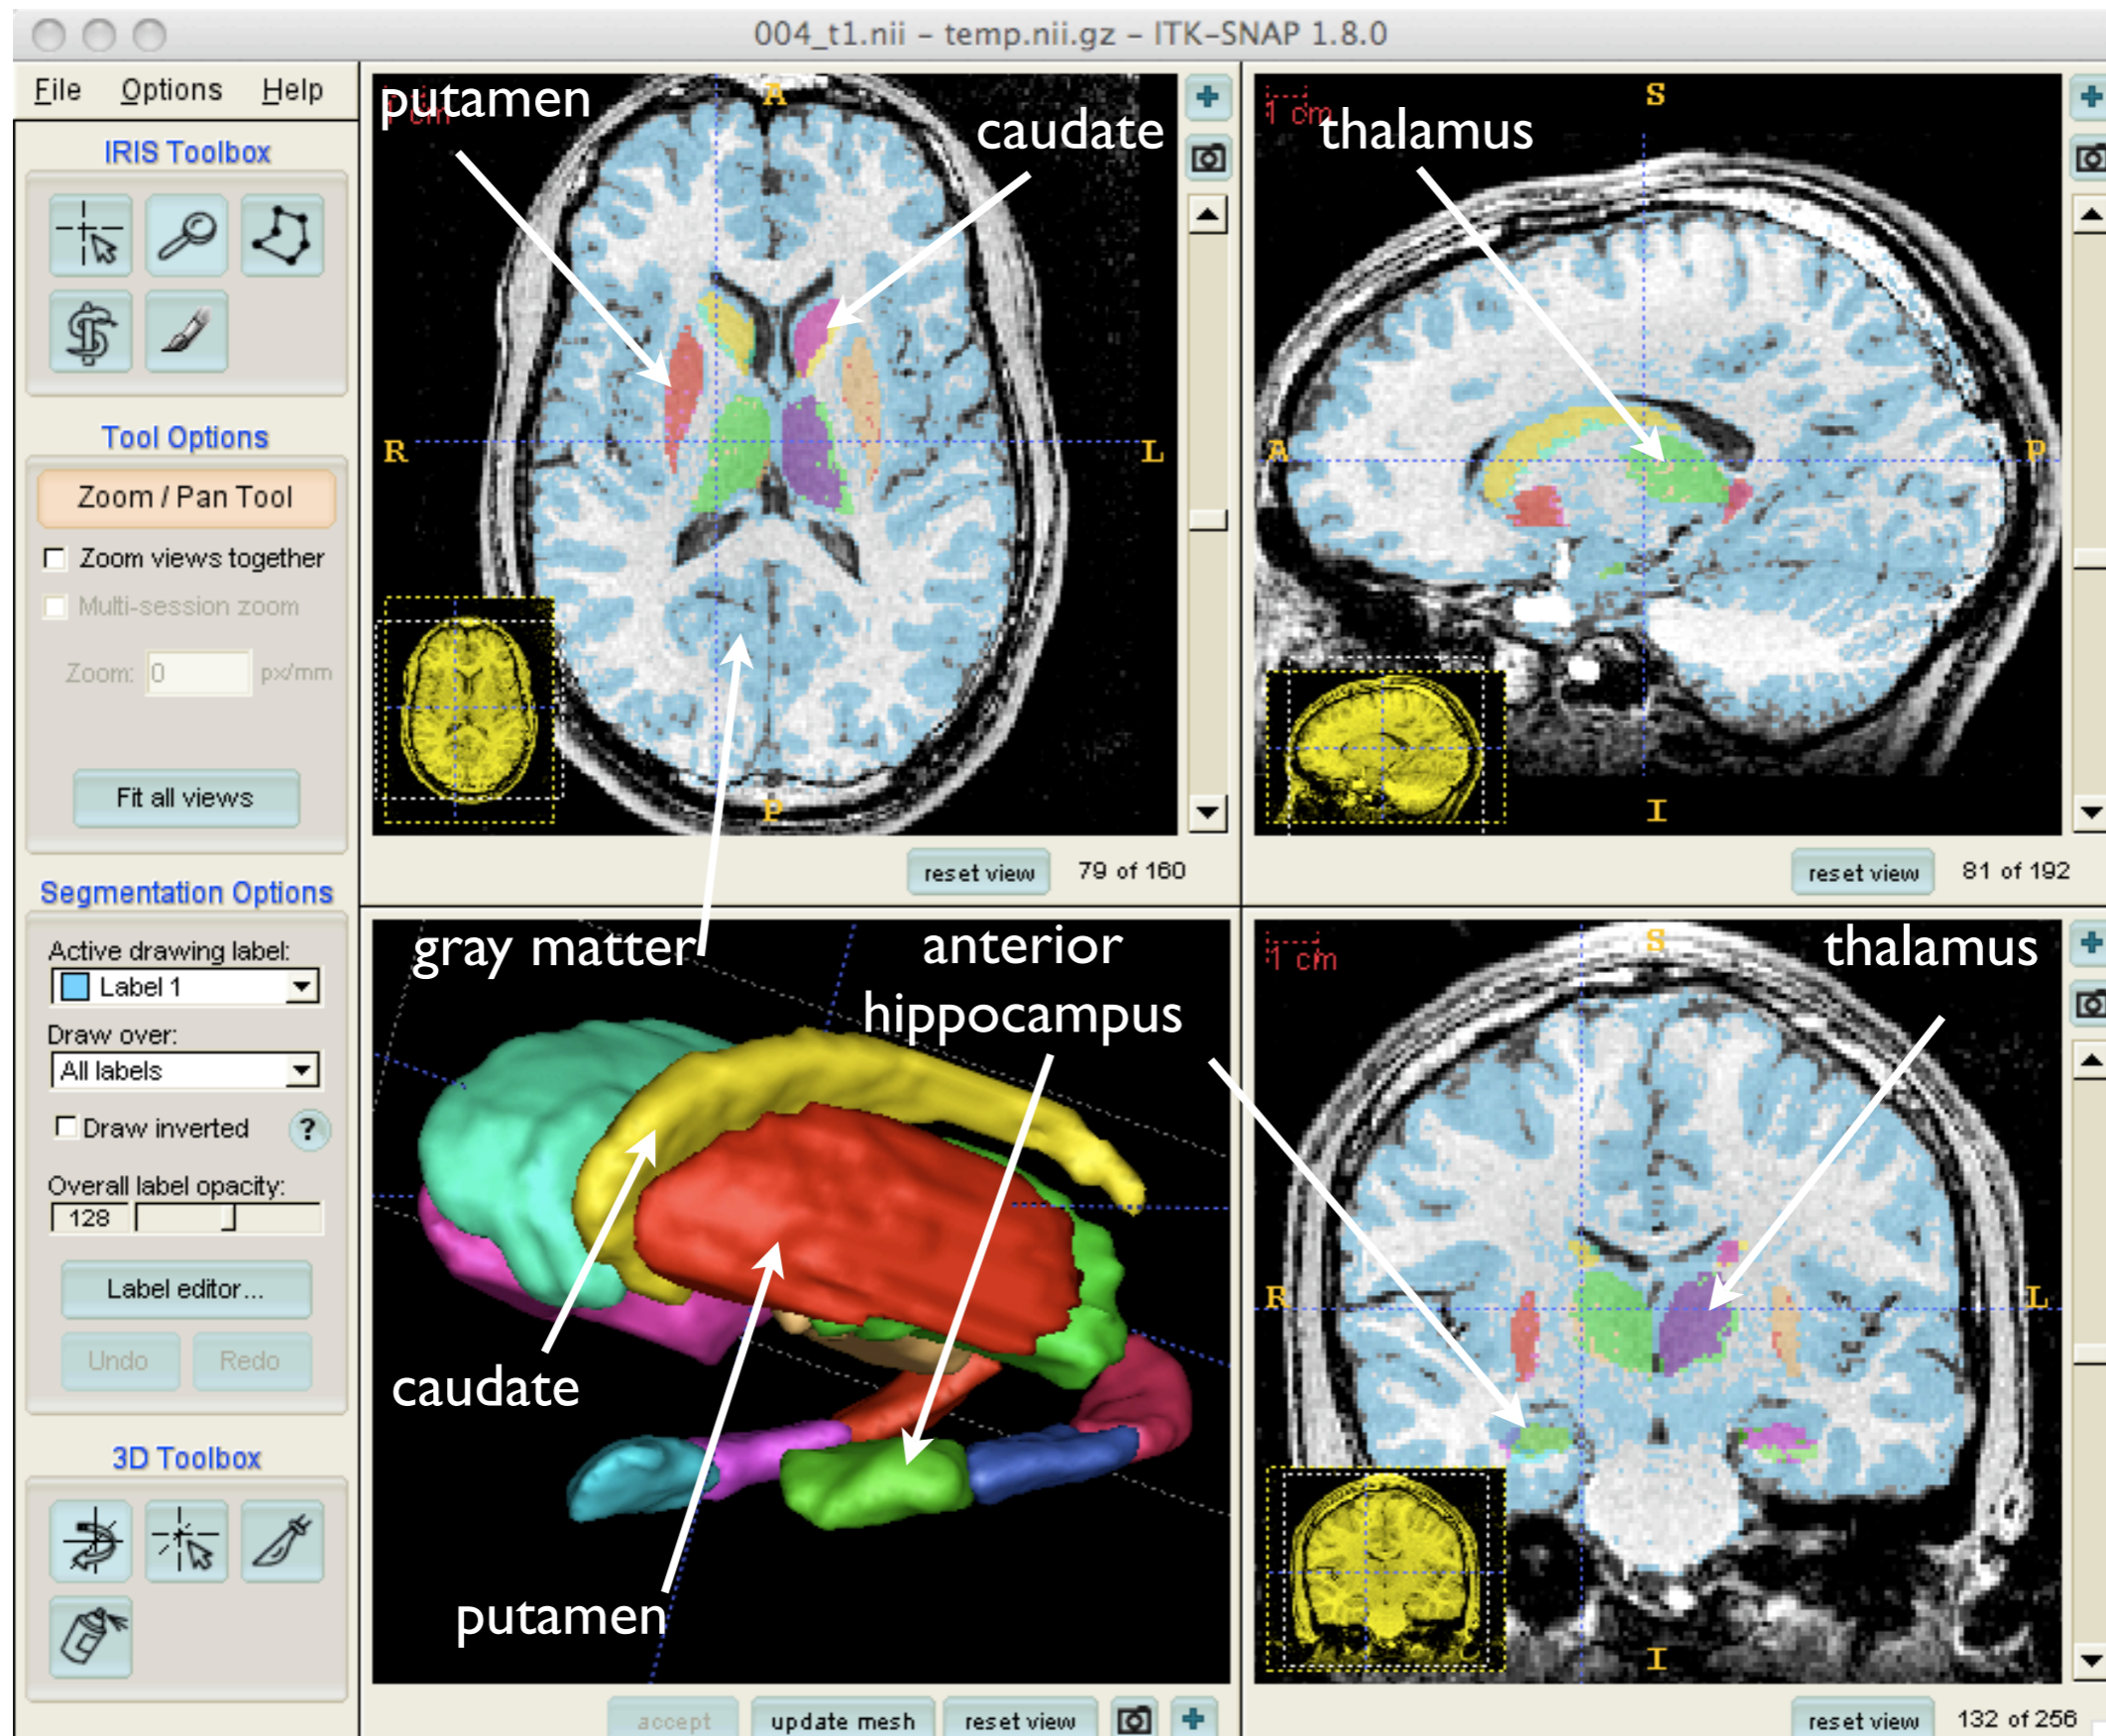 004_t1.nii - temp.nii.gz - ITK-SNAP 1.8.0
File Options Help
IRIS Toolbox
Tool Options
Zoom / Pan Tool
Zoom views together
Multi-session zoom
Zoom: 0 px/mm
Fit all views
Segmentation Options
Active drawing label:
Label 1
Draw over:
All labels
Draw inverted ?
Overall label opacity:
128
Label editor...
Undo Redo
3D Toolbox
putamen
1 cm
A
caudate
R
L
P
reset view 79 of 160
1 cm
S
thalamus
A
P
I
reset view 81 of 192
gray matter
anterior
hippocampus
caudate
putamen
accept update mesh reset view
1 cm
S
thalamus
R
L
I
reset view 132 of 256